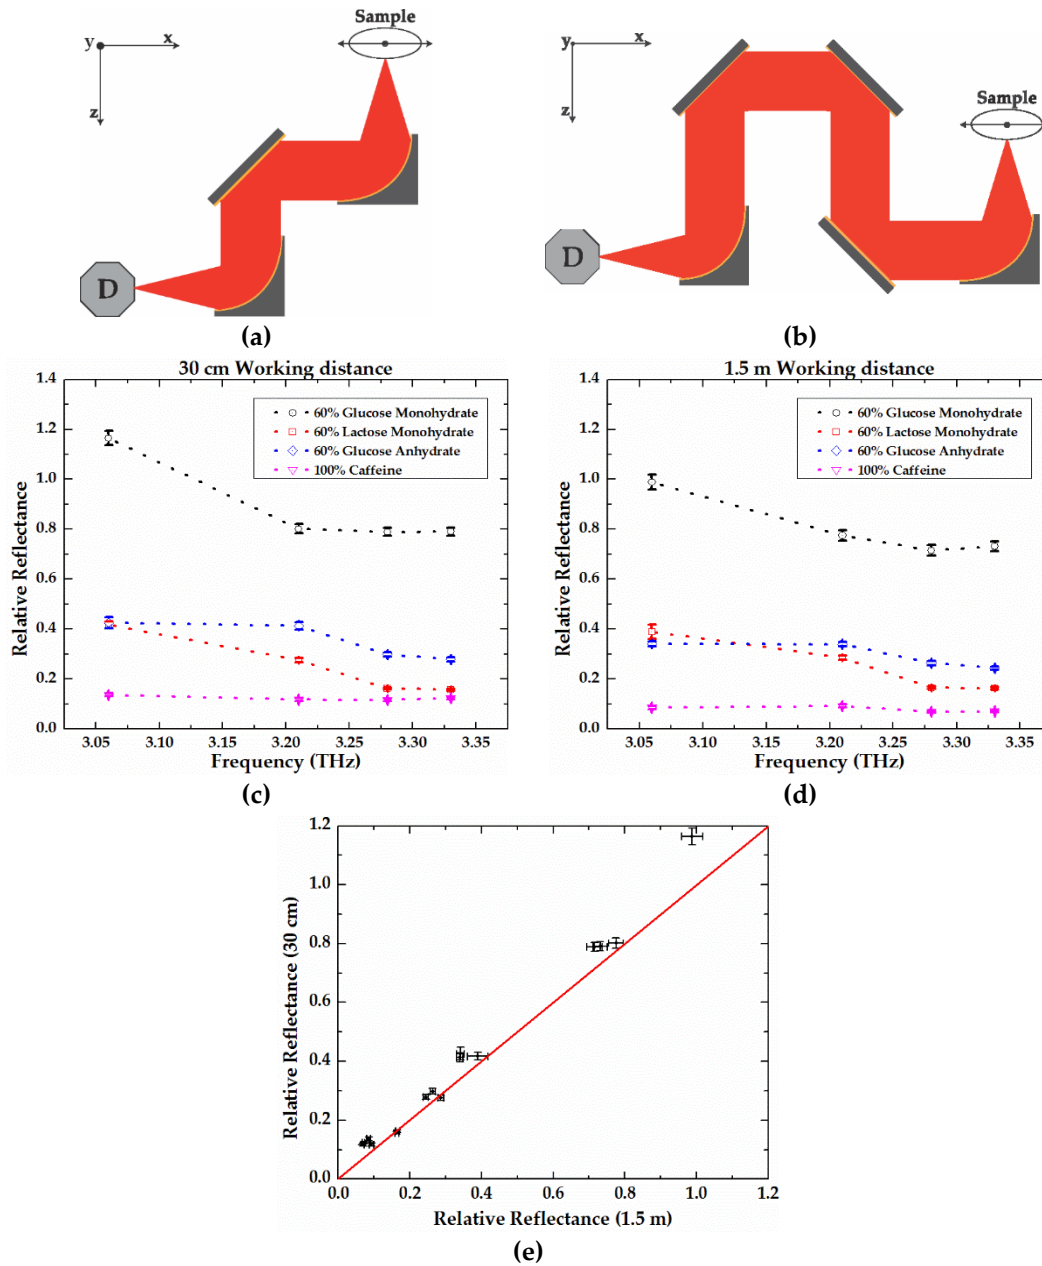 y
x
z
Sample
D
(a)
y
x
z
Sample
D
(b)
30 cm Working distance
Relative Reflectance
1.4
1.2
1.0
0.8
0.6
0.4
0.2
0.0
60% Glucose Monohydrate
60% Lactose Monohydrate
60% Glucose Anhydrate
100% Caffeine
3.05 3.10 3.15 3.20 3.25 3.30 3.35
Frequency (THz)
(c)
1.5 m Working distance
Relative Reflectance
1.4
1.2
1.0
0.8
0.6
0.4
0.2
0.0
60% Glucose Monohydrate
60% Lactose Monohydrate
60% Glucose Anhydrate
100% Caffeine
3.05 3.10 3.15 3.20 3.25 3.30 3.35
Frequency (THz)
(d)
Relative Reflectance (30 cm)
1.2
1.0
0.8
0.6
0.4
0.2
0.0
0.0 0.2 0.4 0.6 0.8 1.0 1.2
Relative Reflectance (1.5 m)
(e)